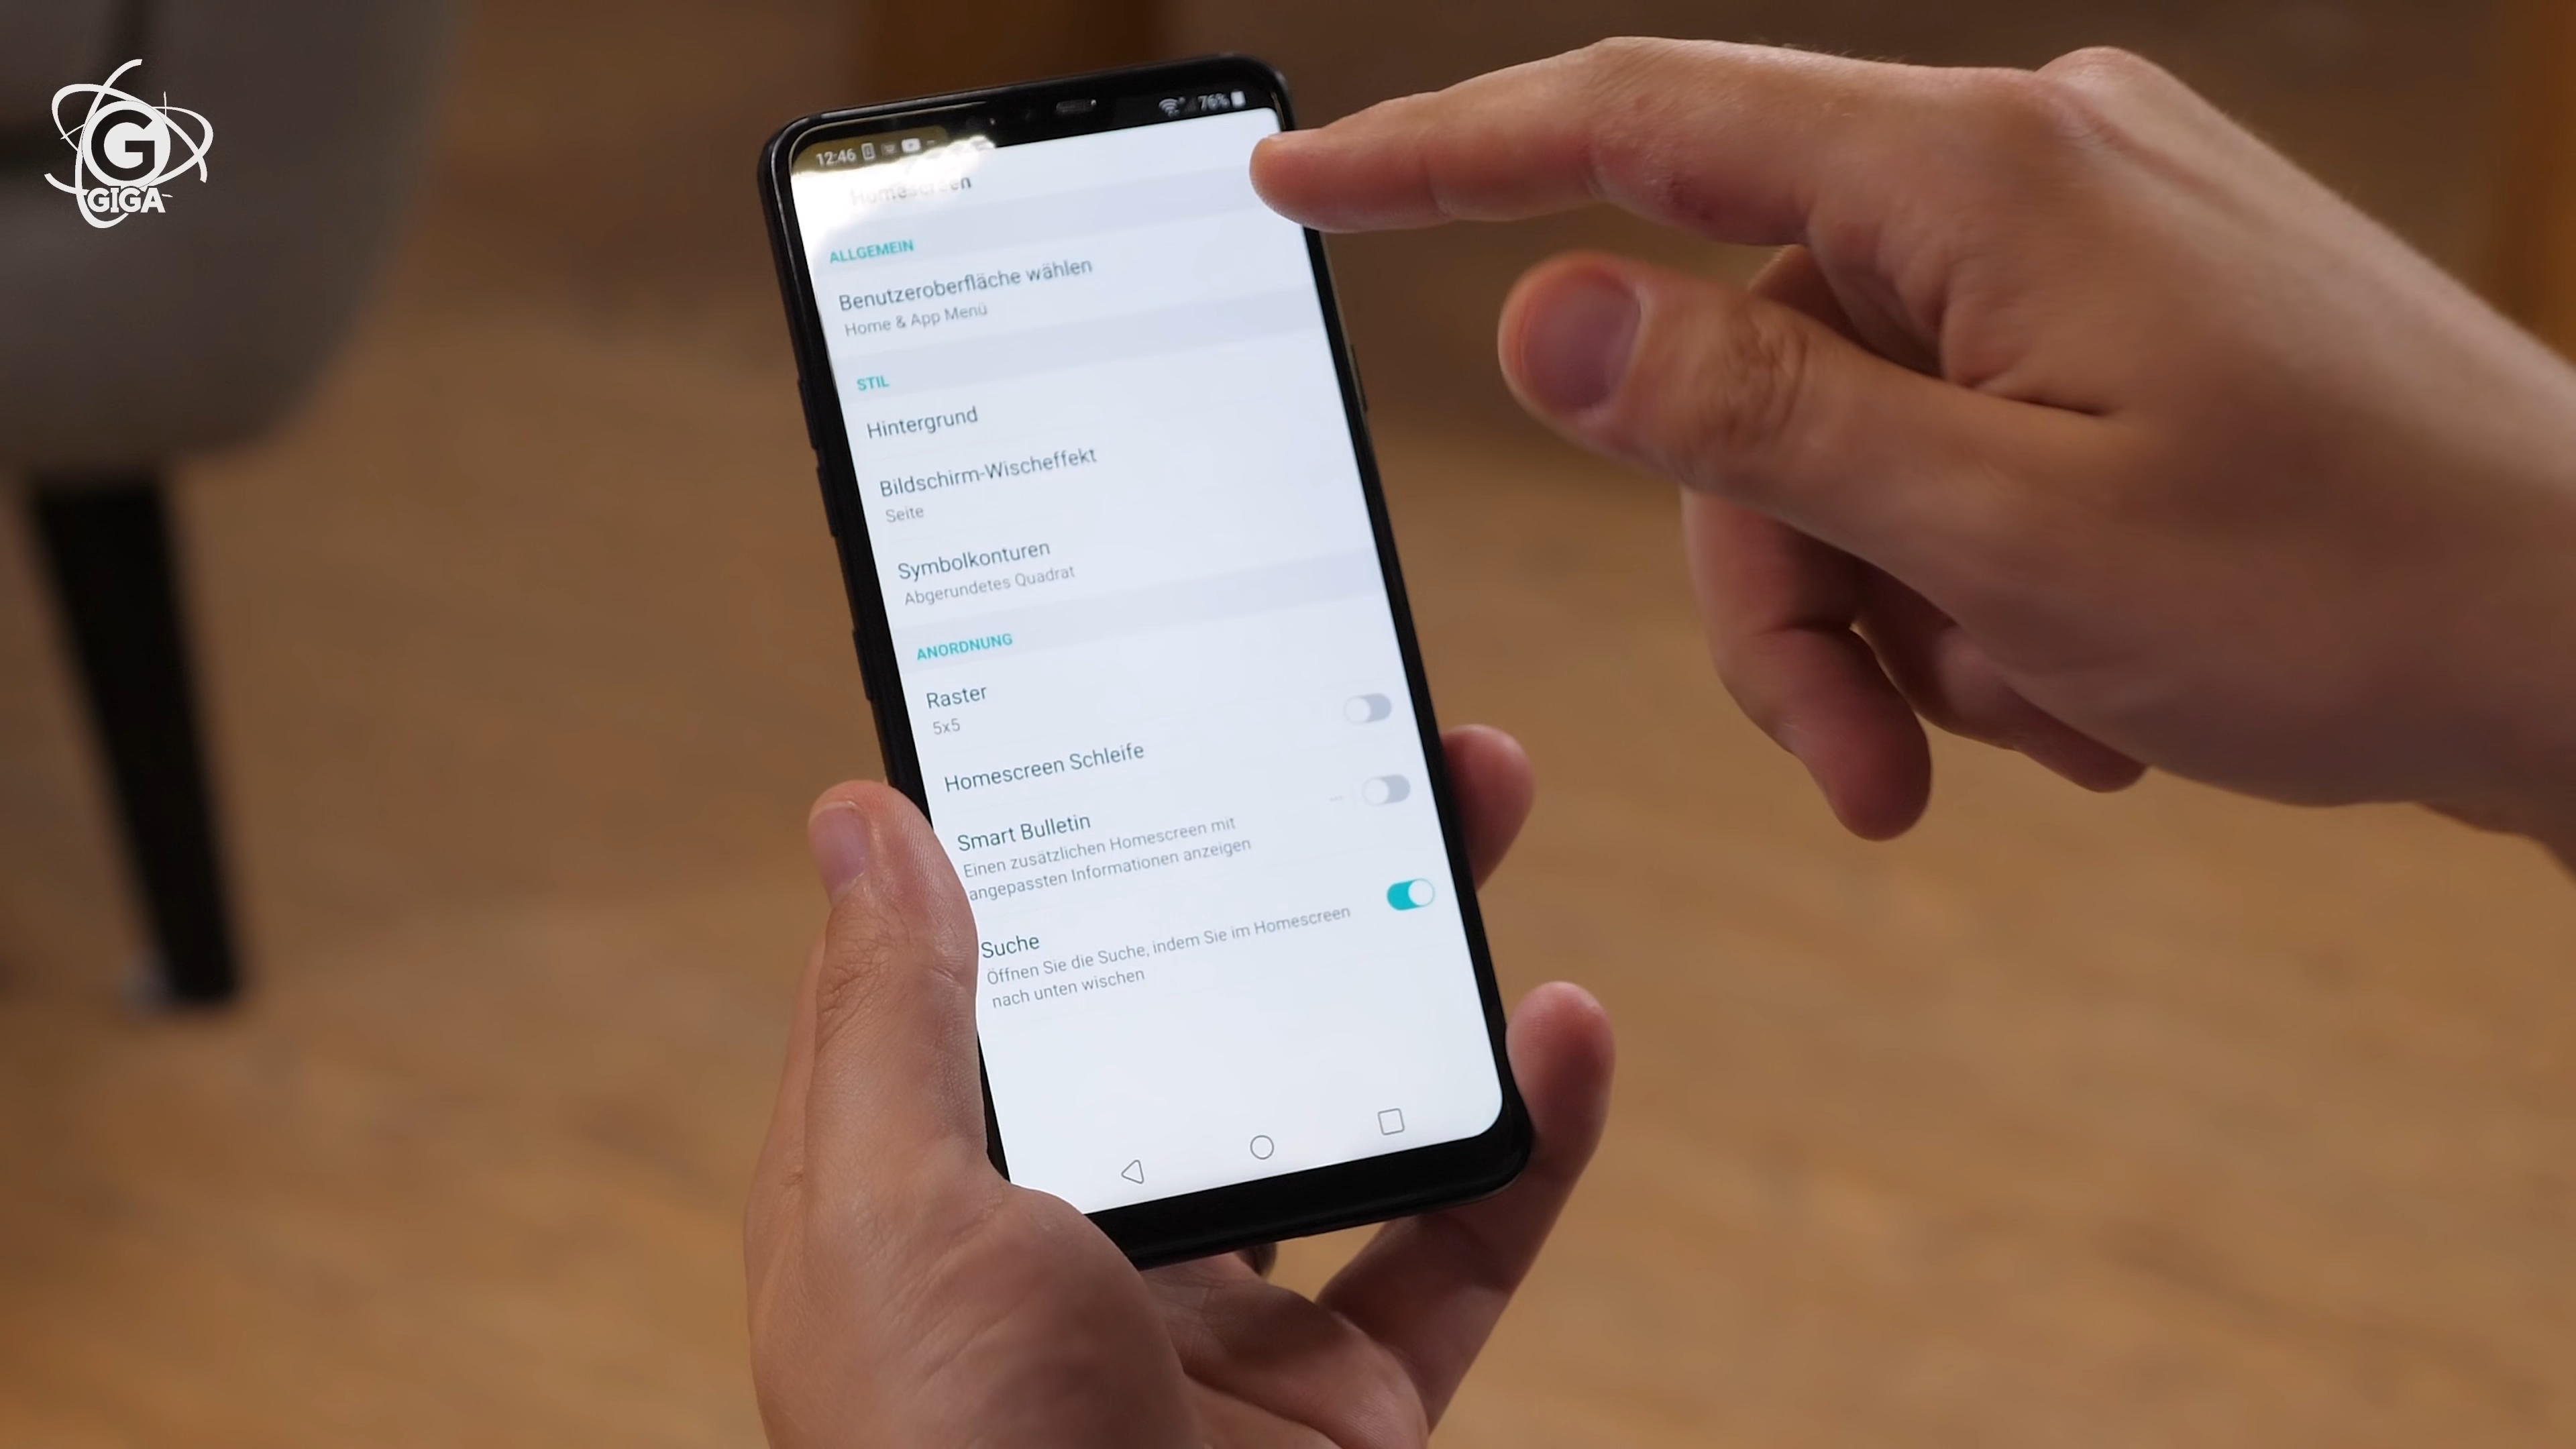 G
GIGA
12:46
76%
Homescreen
ALLGEMEIN
Benutzeroberfläche wählen
Home & App Menü
STIL
Hintergrund
Bildschirm-Wischeffekt
Seite
Symbolkonturen
Abgerundetes Quadrat
ANORDNUNG
Raster
5x5
Homescreen Schleife
Smart Bulletin
Einen zusätzlichen Homescreen mit
angepassten Informationen anzeigen
Suche
Öffnen Sie die Suche, indem Sie im Homescreen
nach unten wischen